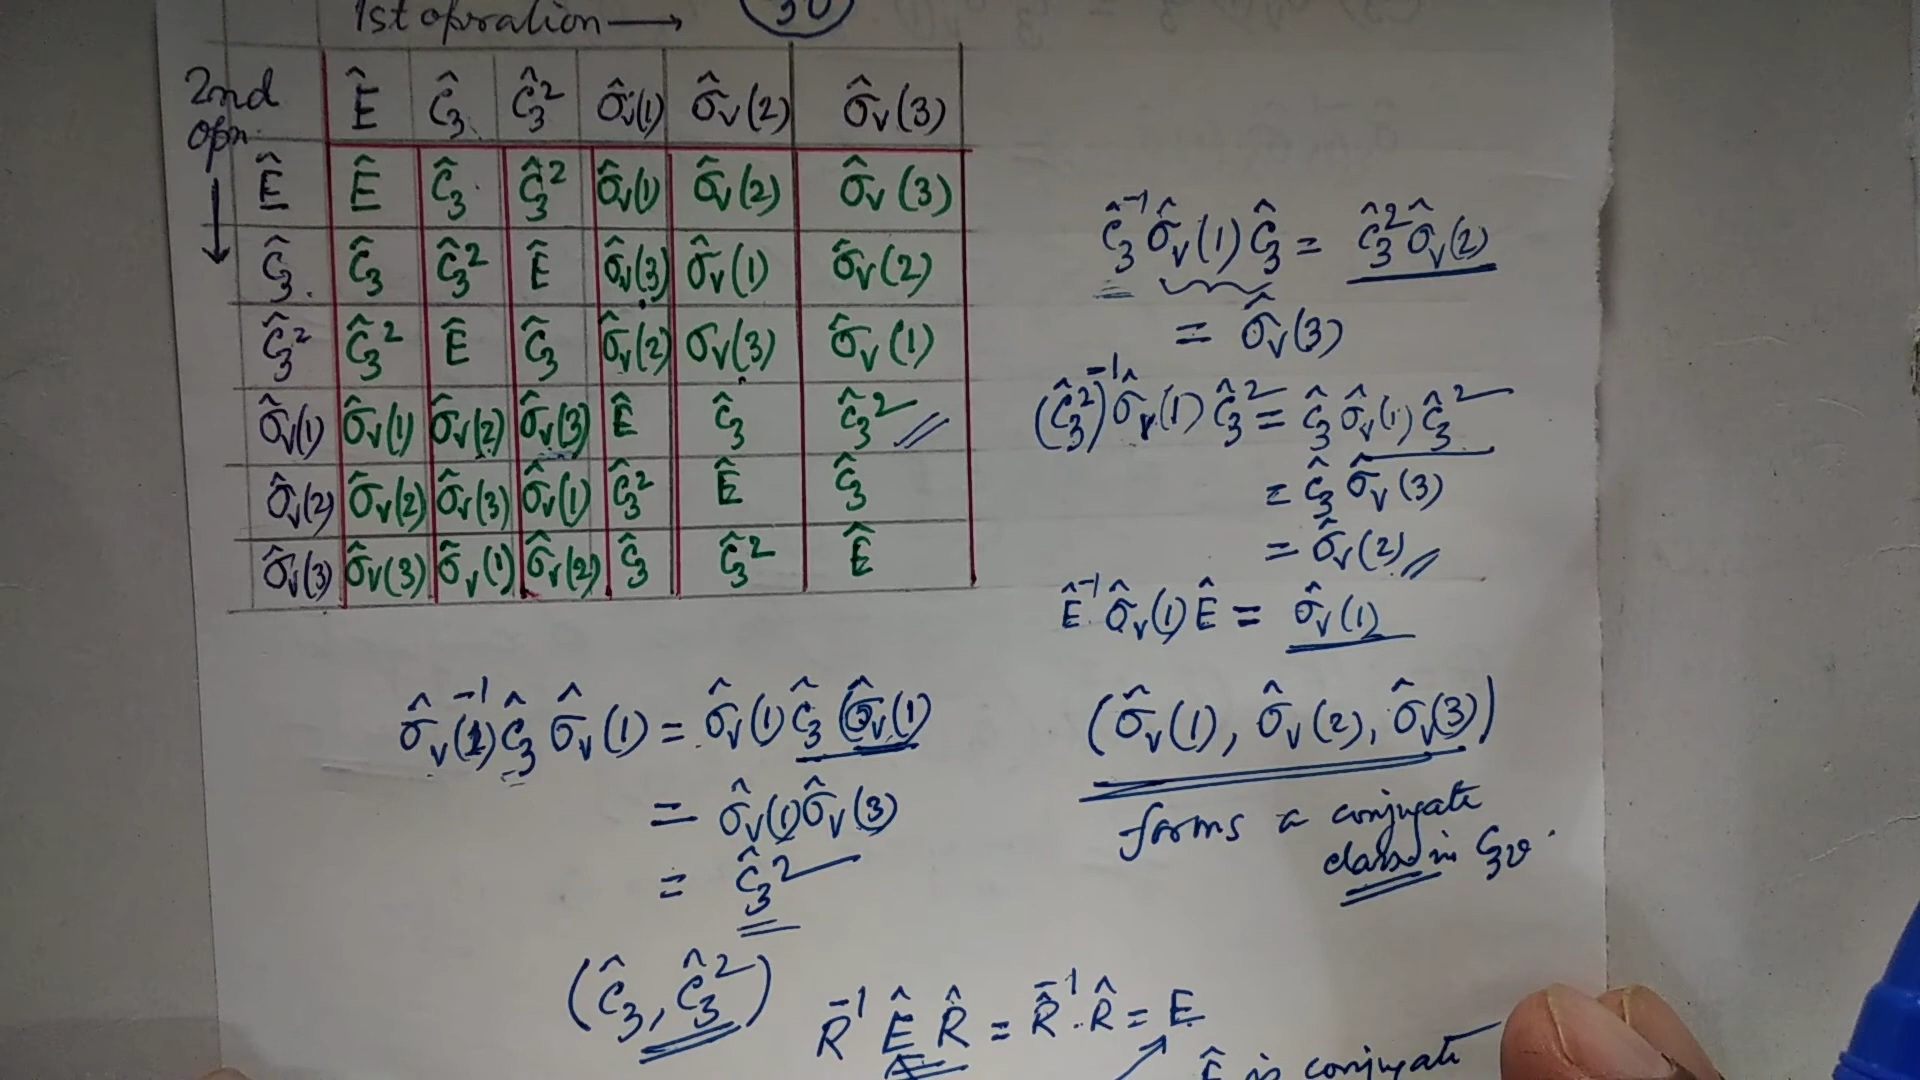 1st opration ⟶ 30
2nd opn. ↓
Ê Ĉ₃ Ĉ₃² σ̂ᵥ(1) σ̂ᵥ(2) σ̂ᵥ(3)
Ê Ê Ĉ₃ Ĉ₃² σ̂ᵥ(1) σ̂ᵥ(2) σ̂ᵥ(3)
Ĉ₃ Ĉ₃ Ĉ₃² Ê σ̂ᵥ(3) σ̂ᵥ(1) σ̂ᵥ(2)
Ĉ₃² Ĉ₃² Ê Ĉ₃ σ̂ᵥ(2) σᵥ(3) σ̂ᵥ(1)
σ̂ᵥ(1) σ̂ᵥ(1) σ̂ᵥ(2) σ̂ᵥ(3) Ê Ĉ₃ Ĉ₃²
σ̂ᵥ(2) σ̂ᵥ(2) σ̂ᵥ(3) σ̂ᵥ(1) Ĉ₃² Ê Ĉ₃
σ̂ᵥ(3) σ̂ᵥ(3) σ̂ᵥ(1) σ̂ᵥ(2) Ĉ₃ Ĉ₃² Ê
Ĉ₃⁻¹ σ̂ᵥ(1) Ĉ₃ = Ĉ₃² σ̂ᵥ(2)
= σ̂ᵥ(3)
(Ĉ₃²)⁻¹ σ̂ᵥ(1) Ĉ₃² = Ĉ₃ σ̂ᵥ(1) Ĉ₃²
= Ĉ₃ σ̂ᵥ(3)
= σ̂ᵥ(2)
Ê⁻¹ σ̂ᵥ(1) Ê = σ̂ᵥ(1)
(σ̂ᵥ(1), σ̂ᵥ(2), σ̂ᵥ(3))
forms a conjugate
class in C₃ᵥ.
σ̂ᵥ⁻¹(1) Ĉ₃ σ̂ᵥ(1) = σ̂ᵥ(1) Ĉ₃ σ̂ᵥ(1)
= σ̂ᵥ(1) σ̂ᵥ(3)
= Ĉ₃²
(Ĉ₃, Ĉ₃²)
R⁻¹ Ê R̂ = R̂⁻¹·R̂ = E
Ê is conjugate